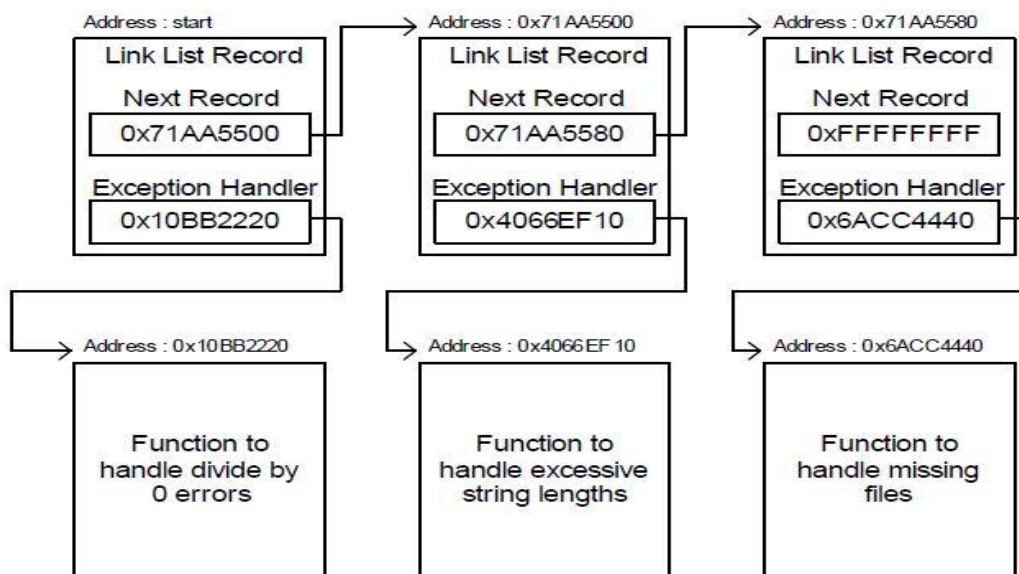 Address : start
Link List Record
Next Record
0x71AA5500
Exception Handler
0x10BB2220
Address : 0x71AA5500
Link List Record
Next Record
0x71AA5580
Exception Handler
0x4066EF10
Address : 0x71AA5580
Link List Record
Next Record
0xFFFFFFFF
Exception Handler
0x6ACC4440
Address : 0x10BB2220
Function to
handle divide by
0 errors
Address : 0x4066EF10
Function to
handle excessive
string lengths
Address : 0x6ACC4440
Function to
handle missing
files